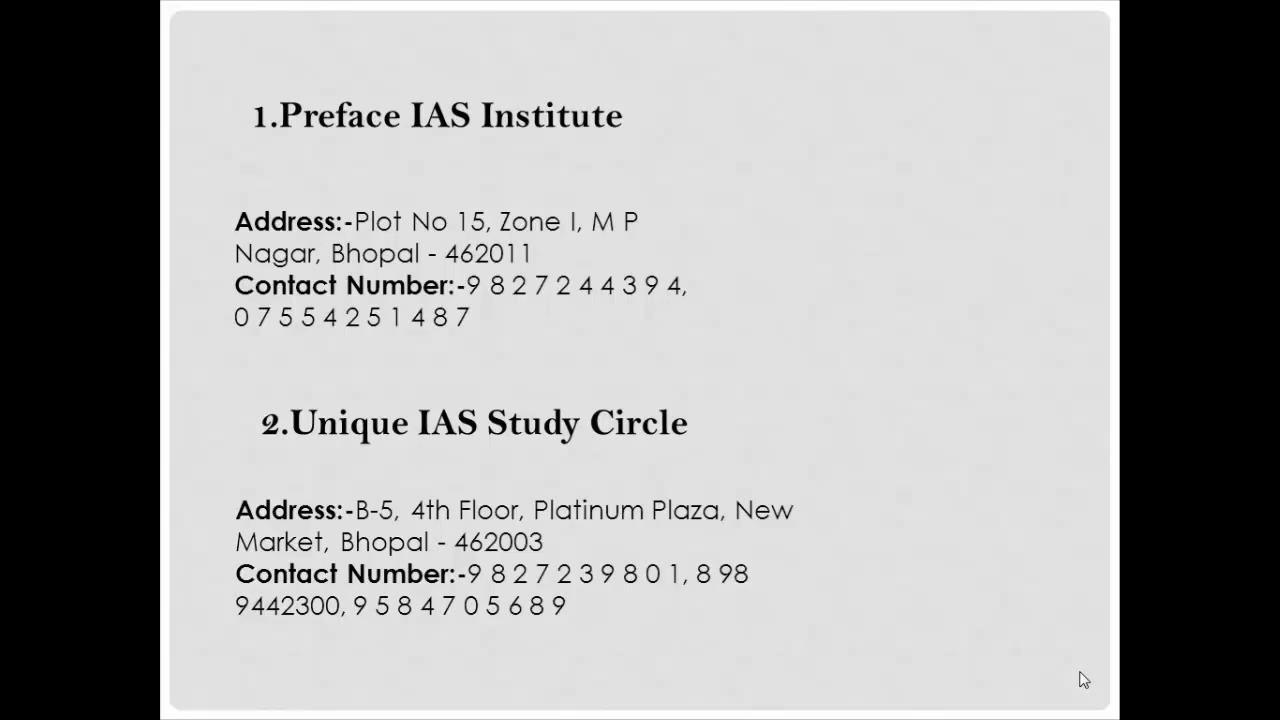 1.Preface IAS Institute
Address:-Plot No 15, Zone I, M P
Nagar, Bhopal - 462011
Contact Number:-9 8 2 7 2 4 4 3 9 4,
0 7 5 5 4 2 5 1 4 8 7
2.Unique IAS Study Circle
Address:-B-5, 4th Floor, Platinum Plaza, New
Market, Bhopal - 462003
Contact Number:-9 8 2 7 2 3 9 8 0 1, 8 98
9442300, 9 5 8 4 7 0 5 6 8 9